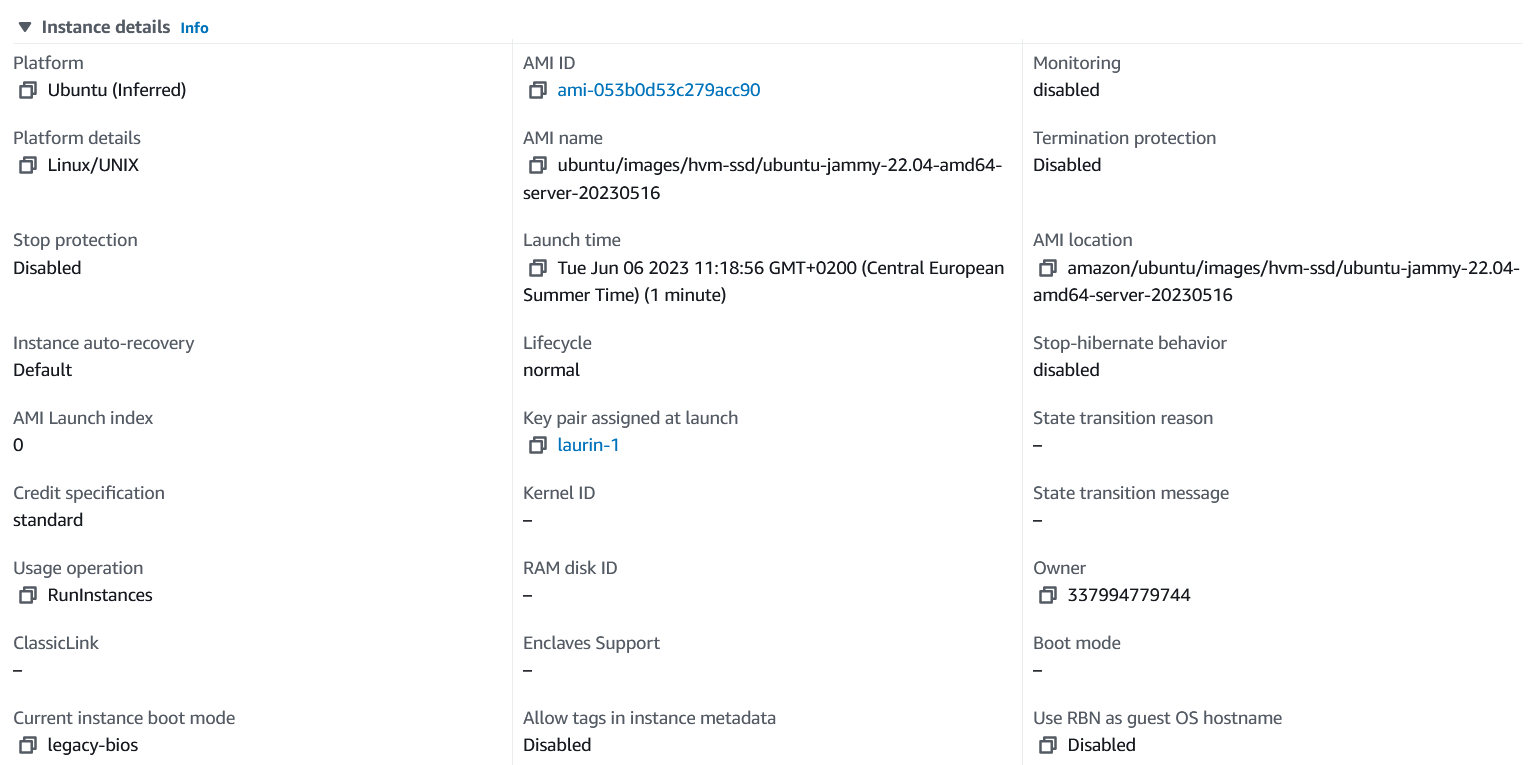 Instance details Info
Platform
Ubuntu (Inferred)
AMI ID
ami-053b0d53c279acc90
Monitoring
disabled
Platform details
Linux/UNIX
AMI name
ubuntu/images/hvm-ssd/ubuntu-jammy-22.04-amd64-
server-20230516
Termination protection
Disabled
Stop protection
Disabled
Launch time
Tue Jun 06 2023 11:18:56 GMT+0200 (Central European
Summer Time) (1 minute)
AMI location
amazon/ubuntu/images/hvm-ssd/ubuntu-jammy-22.04-
amd64-server-20230516
Instance auto-recovery
Default
Lifecycle
normal
Stop-hibernate behavior
disabled
AMI Launch index
0
Key pair assigned at launch
laurin-1
State transition reason
–
Credit specification
standard
Kernel ID
–
State transition message
–
Usage operation
RunInstances
RAM disk ID
–
Owner
337994779744
ClassicLink
–
Enclaves Support
–
Boot mode
–
Current instance boot mode
legacy-bios
Allow tags in instance metadata
Disabled
Use RBN as guest OS hostname
Disabled